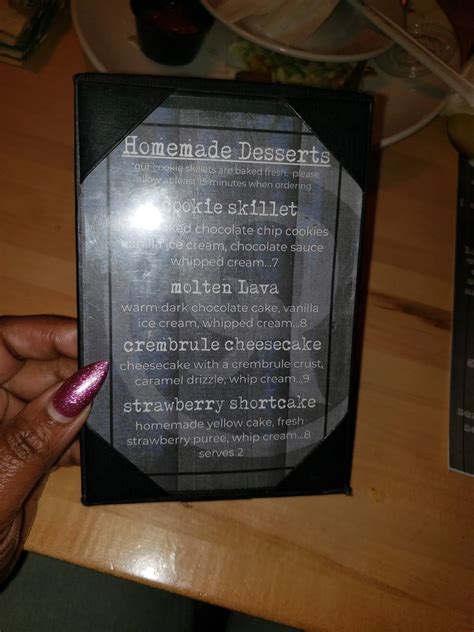 Homemade Desserts
our cookie skillets are baked fresh. please
allow at least 15 minutes when ordering
cookie skillet
baked chocolate chip cookies
vanilla ice cream, chocolate sauce
whipped cream...7
molten Lava
warm dark chocolate cake, vanilla
ice cream, whipped cream...8
crembrule cheesecake
cheesecake with a crembrule crust,
caramel drizzle, whip cream...9
strawberry shortcake
homemade yellow cake, fresh
strawberry puree, whip cream...8
serves 2